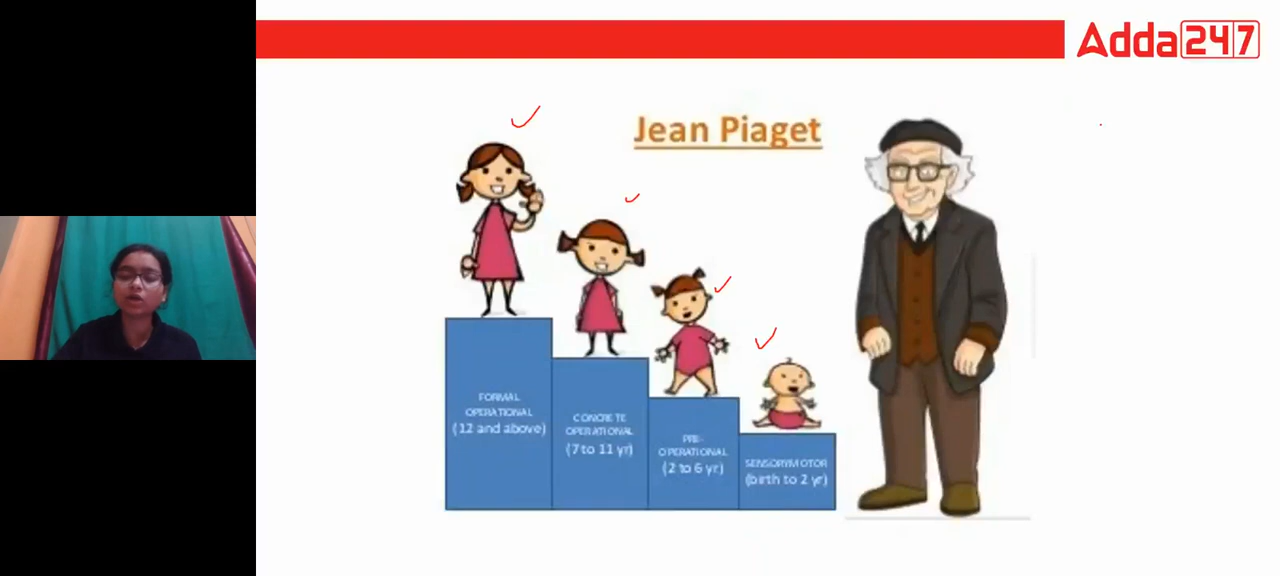 Adda247
Jean Piaget
FORMAL
OPERATIONAL
(12 and above)
CONCRETE
OPERATIONAL
(7 to 11 yr)
PRE-
OPERATIONAL
(2 to 6 yr)
SENSORYMOTOR
(birth to 2 yr)